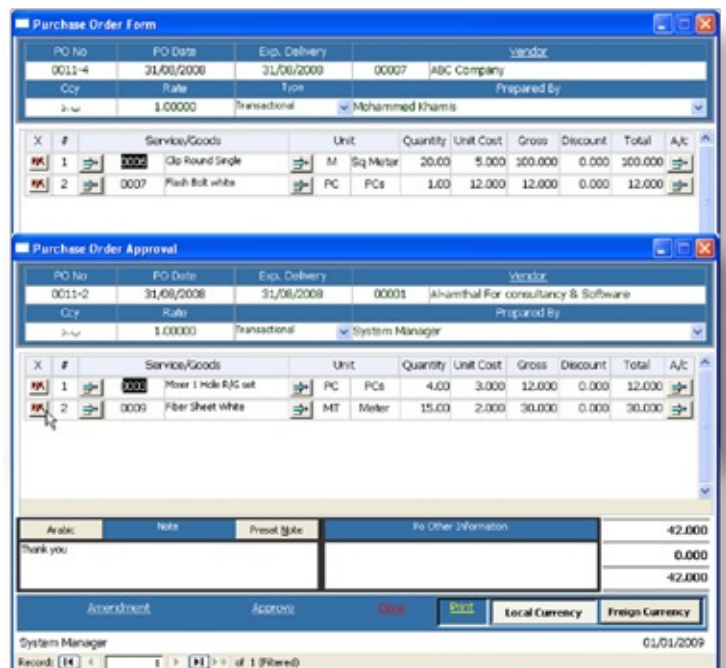 Purchase Order Form
PO No PO Date Exp. Delivery Vendor
0011-4 31/08/2008 31/08/2008 00007 ABC Company
Ccy Rate Type Prepared By
1.00000 Transactional Mohammed Khamis
X # Service/Goods Unit Quantity Unit Cost Gross Discount Total A/c
1 0006 Clip Round Single M Sq Meter 20.00 5.000 100.000 0.000 100.000
2 0007 Flash Bolt white PC PCs 1.00 12.000 12.000 0.000 12.000
Purchase Order Approval
PO No PO Date Exp. Delivery Vendor
0011-2 31/08/2008 31/08/2008 00001 Al-amthal For consultancy & Software
Ccy Rate Prepared By
1.00000 Transactional System Manager
X # Service/Goods Unit Quantity Unit Cost Gross Discount Total A/c
1 0003 Mixer 1 Hole R/G set PC PCs 4.00 3.000 12.000 0.000 12.000
2 0009 Fiber Sheet White MT Meter 15.00 2.000 30.000 0.000 30.000
Arabic Note Preset Note Po Other Information 42.000
Thank you 0.000
42.000
Amendment Approve Close Print Local Currency Freign Currency
System Manager 01/01/2009
Record: 1 of 1 (Filtered)